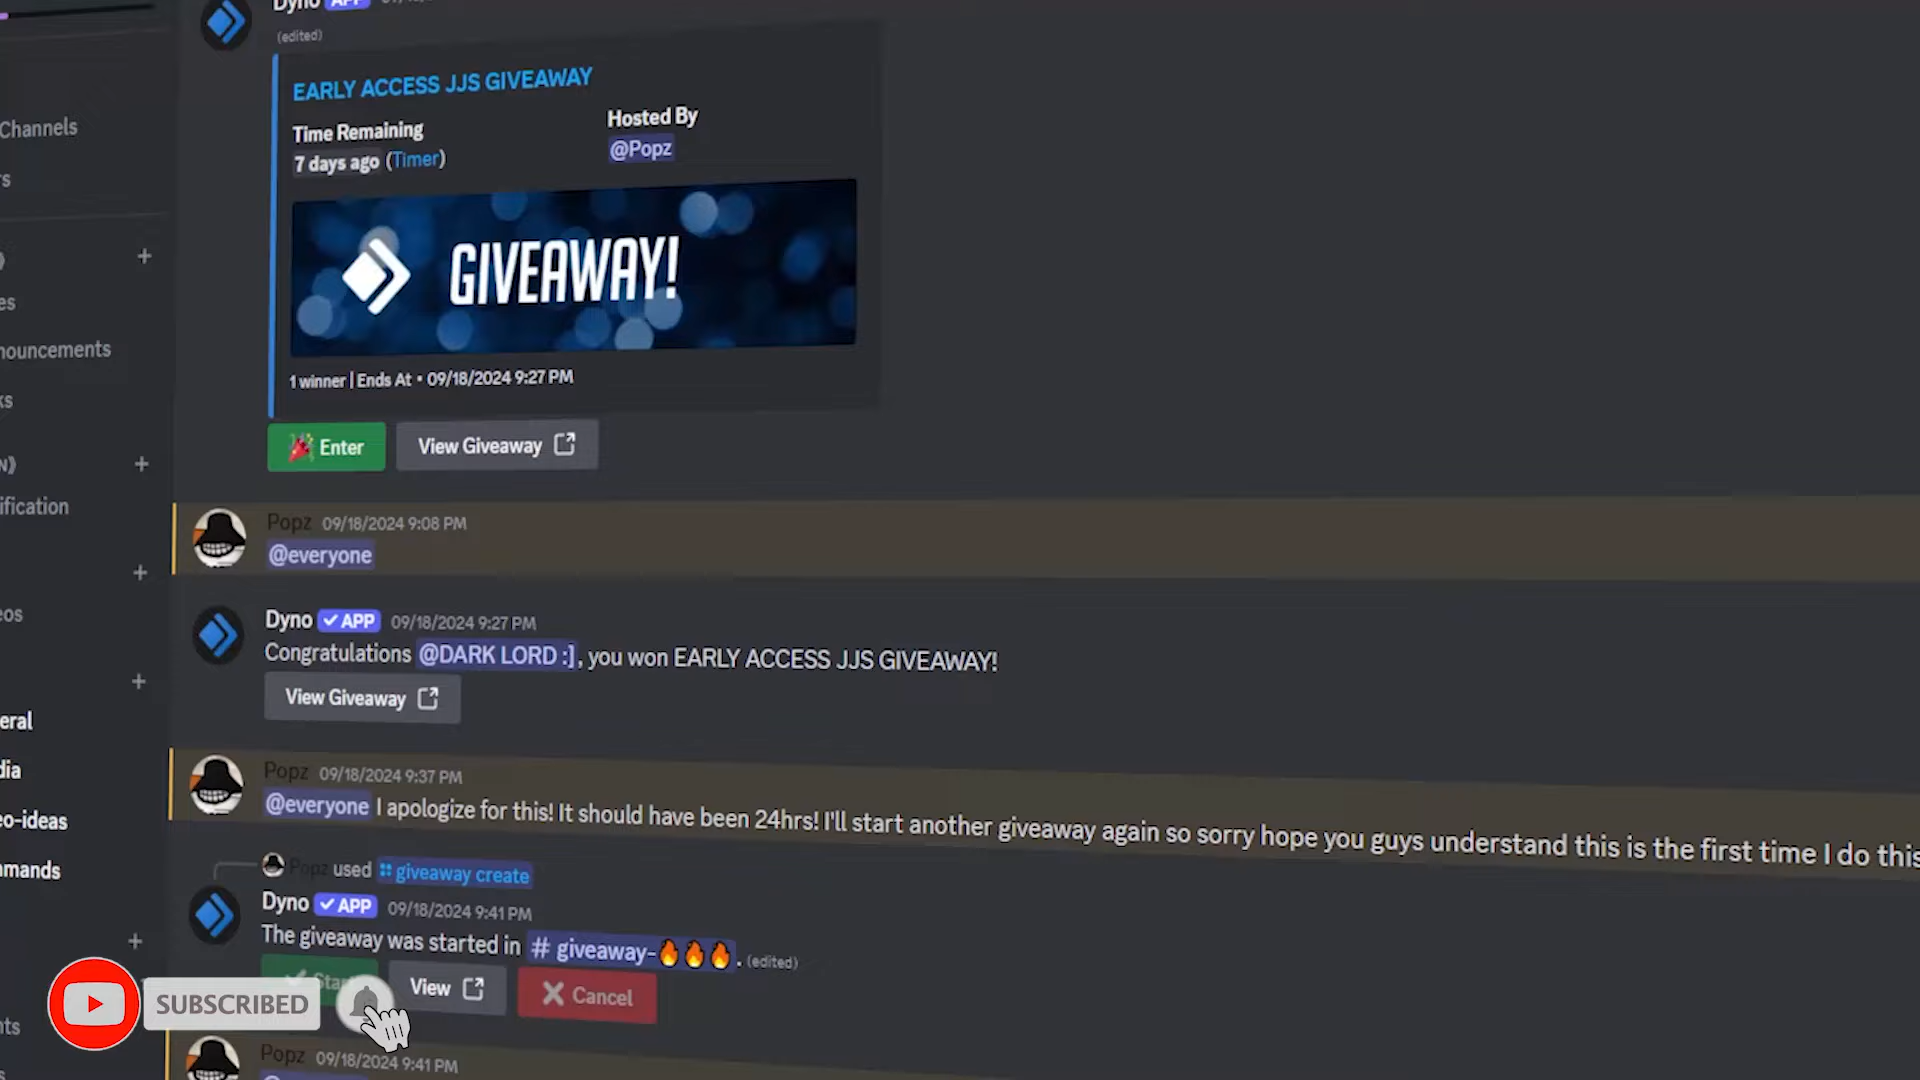 Dyno APP
(edited)
EARLY ACCESS JJS GIVEAWAY
Time Remaining
7 days ago (Timer)
Hosted By
@Popz
GIVEAWAY!
1 winner | Ends At • 09/18/2024 9:27 PM
Enter
View Giveaway
Popz 09/18/2024 9:08 PM
@everyone
Dyno APP 09/18/2024 9:27 PM
Congratulations @DARK LORD :], you won EARLY ACCESS JJS GIVEAWAY!
View Giveaway
Popz 09/18/2024 9:37 PM
@everyone I apologize for this! It should have been 24hrs! I'll start another giveaway again so sorry hope you guys understand this is the first time I do this
Popz used giveaway create
Dyno APP 09/18/2024 9:41 PM
The giveaway was started in # giveaway-🔥🔥🔥. (edited)
View
Cancel
Popz 09/18/2024 9:41 PM
Channels
nouncements
ification
eral
dia
eo-ideas
mmands
SUBSCRIBED